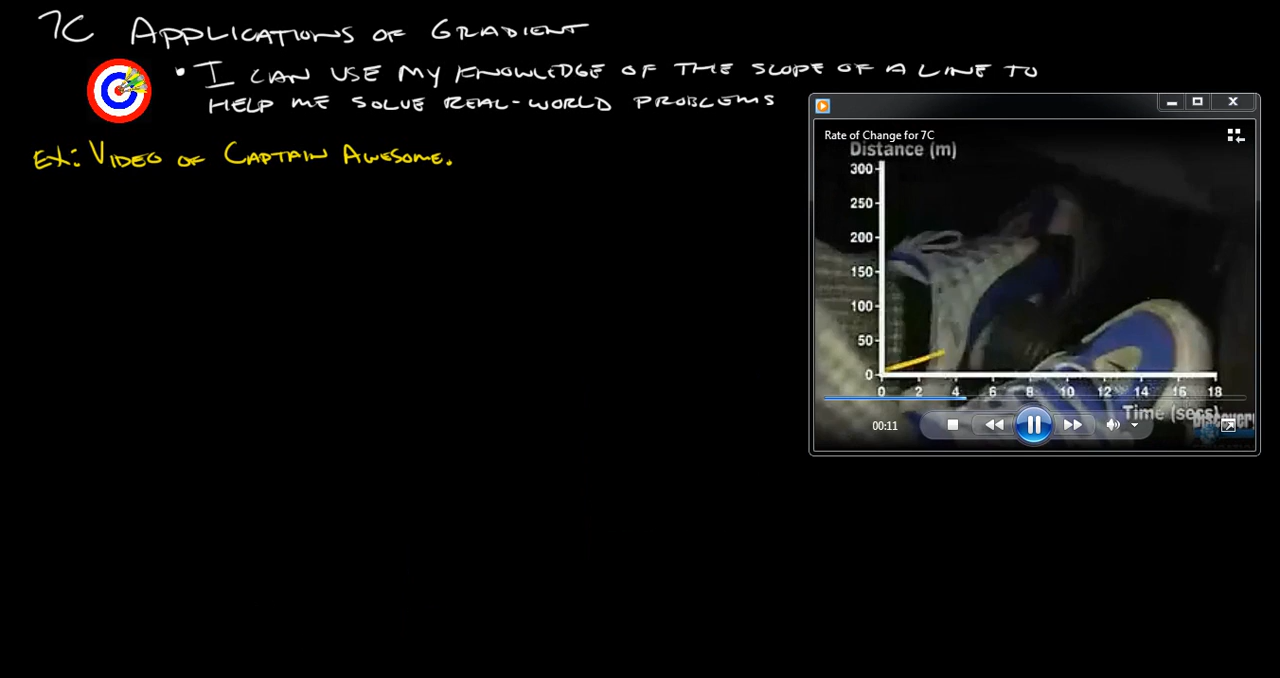 7C APPLICATIONS OF GRADIENT
• I CAN USE MY KNOWLEDGE OF THE SLOPE OF A LINE TO
HELP ME SOLVE REAL-WORLD PROBLEMS
EX: VIDEO OF CAPTAIN AWESOME.
Rate of Change for 7C
Distance (m)
300
250
200
150
100
50
0
0 2 4 6 8 10 12 14 16 18
Time (secs)
Discovery
00:11